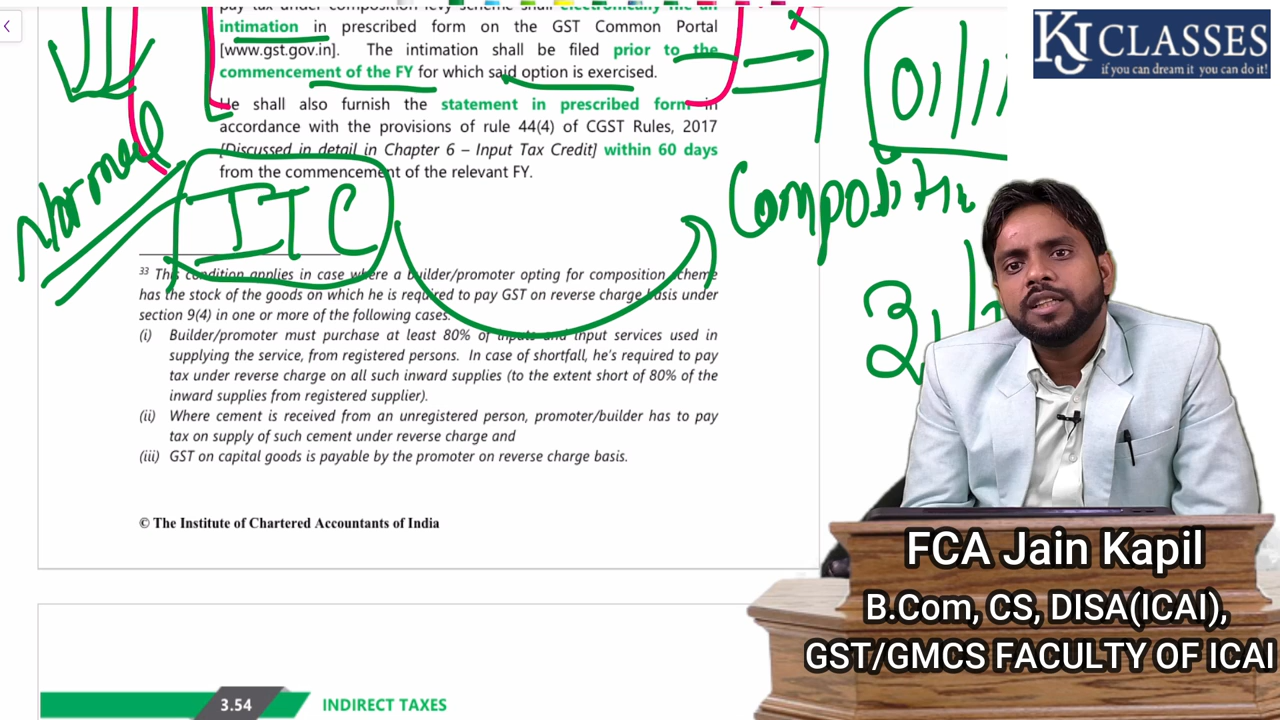 pay tax under composition levy scheme shall electronically file an
intimation in prescribed form on the GST Common Portal
[www.gst.gov.in]. The intimation shall be filed prior to the
commencement of the FY for which said option is exercised.
He shall also furnish the statement in prescribed form in
accordance with the provisions of rule 44(4) of CGST Rules, 2017
[Discussed in detail in Chapter 6 – Input Tax Credit] within 60 days
from the commencement of the relevant FY.
Normal
ITC
Composition
01/11
31/
33 This condition applies in case where a builder/promoter opting for composition scheme
has the stock of the goods on which he is required to pay GST on reverse charge basis under
section 9(4) in one or more of the following cases:
(i) Builder/promoter must purchase at least 80% of inputs and input services used in
supplying the service, from registered persons. In case of shortfall, he's required to pay
tax under reverse charge on all such inward supplies (to the extent short of 80% of the
inward supplies from registered supplier).
(ii) Where cement is received from an unregistered person, promoter/builder has to pay
tax on supply of such cement under reverse charge and
(iii) GST on capital goods is payable by the promoter on reverse charge basis.
© The Institute of Chartered Accountants of India
3.54 INDIRECT TAXES
KJ CLASSES
if you can dream it you can do it!
FCA Jain Kapil
B.Com, CS, DISA(ICAI),
GST/GMCS FACULTY OF ICAI